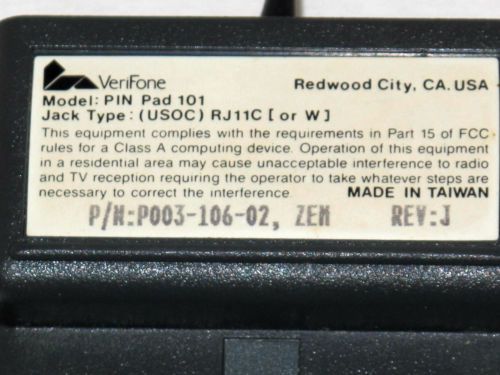 VeriFone Redwood City, CA. USA
Model: PIN Pad 101
Jack Type: (USOC) RJ11C [ or W ]
This equipment complies with the requirements in Part 15 of FCC
rules for a Class A computing device. Operation of this equipment
in a residential area may cause unacceptable interference to radio
and TV reception requiring the operator to take whatever steps are
necessary to correct the interference. MADE IN TAIWAN
P/N:P003-106-02, ZEM REV:J